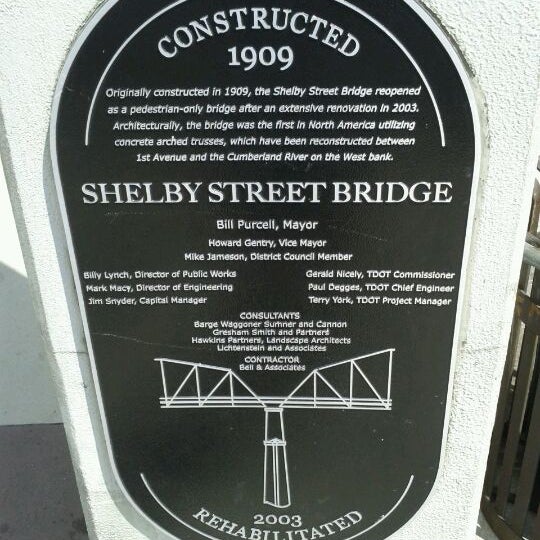 CONSTRUCTED
1909
Originally constructed in 1909, the Shelby Street Bridge reopened
as a pedestrian-only bridge after an extensive renovation in 2003.
Architecturally, the bridge was the first in North America utilizing
concrete arched trusses, which have been reconstructed between
1st Avenue and the Cumberland River on the West bank.
SHELBY STREET BRIDGE
Bill Purcell, Mayor
Howard Gentry, Vice Mayor
Mike Jameson, District Council Member
Billy Lynch, Director of Public Works Gerald Nicely, TDOT Commissioner
Mark Macy, Director of Engineering Paul Degges, TDOT Chief Engineer
Jim Snyder, Capital Manager Terry York, TDOT Project Manager
CONSULTANTS
Barge Waggoner Sumner and Cannon
Gresham Smith and Partners
Hawkins Partners, Landscape Architects
Lichtenstein and Associates
CONTRACTOR
Bell & Associates
2003
REHABILITATED